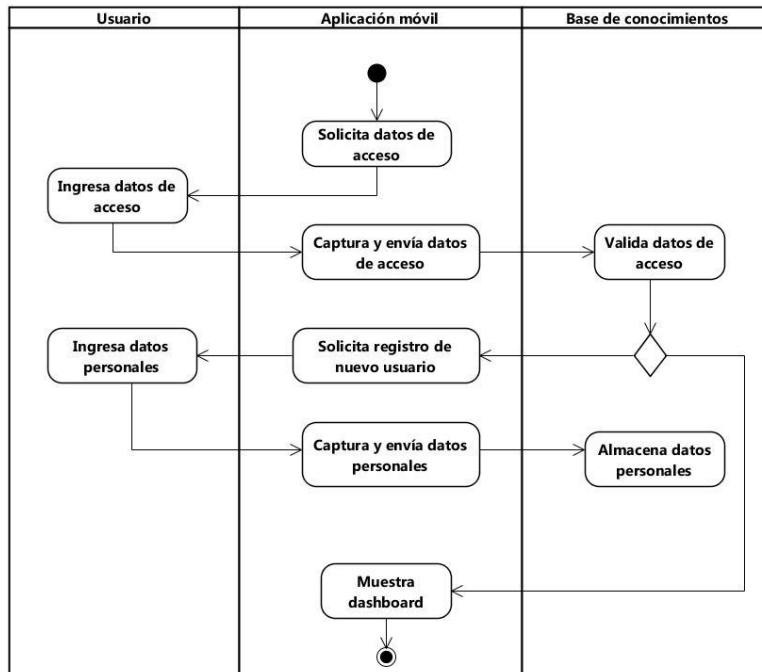 Usuario
Aplicación móvil
Base de conocimientos
Solicita datos de
acceso
Ingresa datos de
acceso
Captura y envía datos
de acceso
Valida datos de
acceso
Ingresa datos
personales
Solicita registro de
nuevo usuario
Captura y envía datos
personales
Almacena datos
personales
Muestra
dashboard